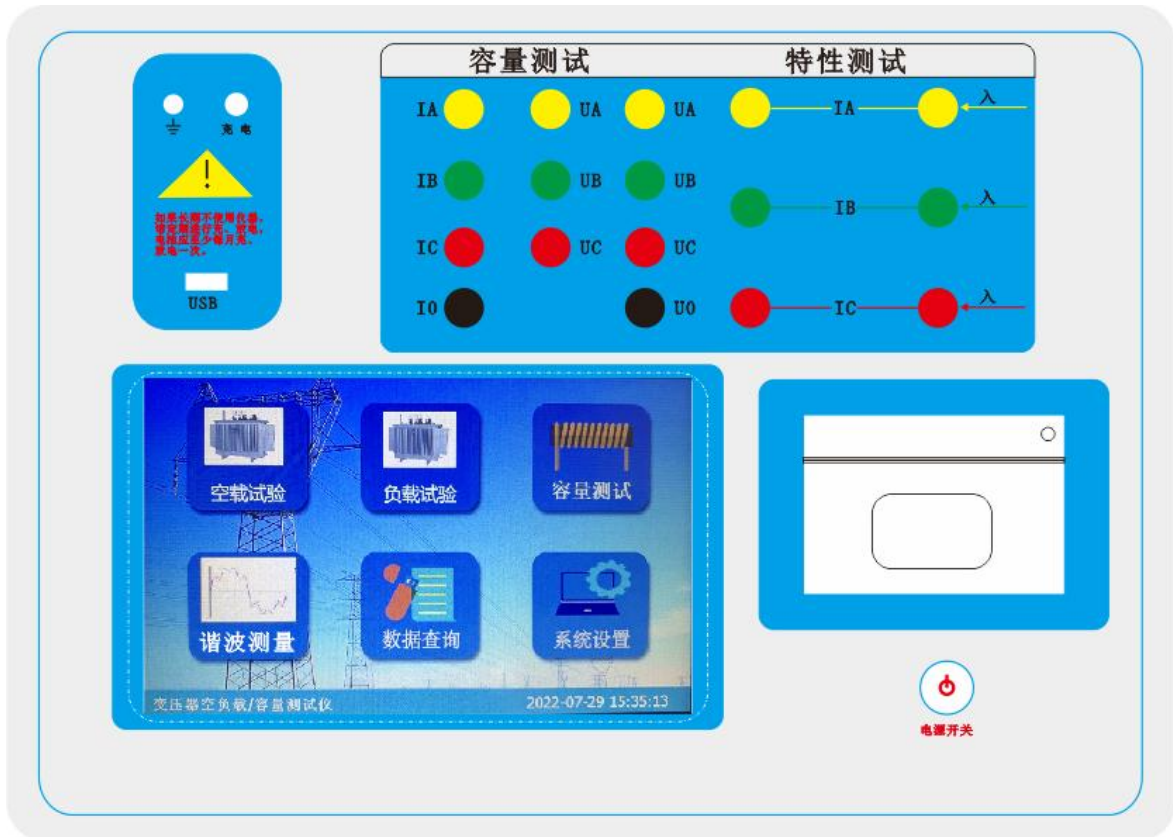 容量测试
特性测试
IA
UA
UA
IA
入
IB
UB
UB
IB
入
IC
UC
UC
IC
入
I0
U0
充电
!
如果长期不使用仪器,
请定期进行充、放电,
电池应至少每月充、
放电一次。
USB
空载试验
负载试验
容量测试
谐波测量
数据查询
系统设置
变压器空负载/容量测试仪
2022-07-29 15:35:13
电源开关